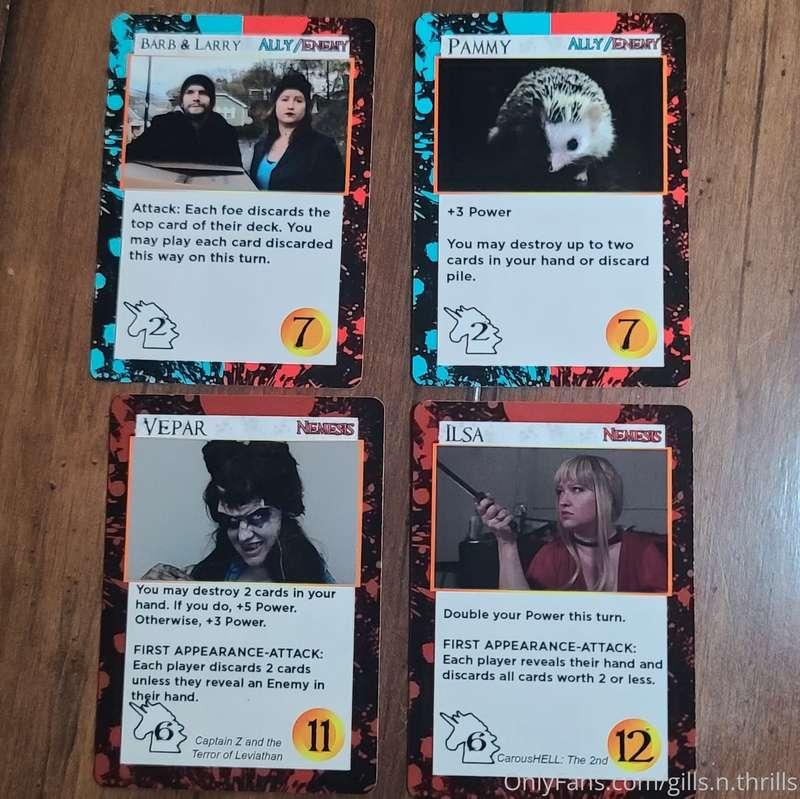 BARB & LARRY ALLY/ENEMY
Attack: Each foe discards the
top card of their deck. You
may play each card discarded
this way on this turn.
2
7
PAMMY ALLY/ENEMY
+3 Power
You may destroy up to two
cards in your hand or discard
pile.
2
7
VEPAR NEMESIS
You may destroy 2 cards in your
hand. If you do, +5 Power.
Otherwise, +3 Power.
FIRST APPEARANCE-ATTACK:
Each player discards 2 cards
unless they reveal an Enemy in
their hand.
6
Captain Z and the
Terror of Leviathan
11
ILSA NEMESIS
Double your Power this turn.
FIRST APPEARANCE-ATTACK:
Each player reveals their hand and
discards all cards worth 2 or less.
6
CarousHELL: The 2nd
12
OnlyFans.com/gills.n.thrills